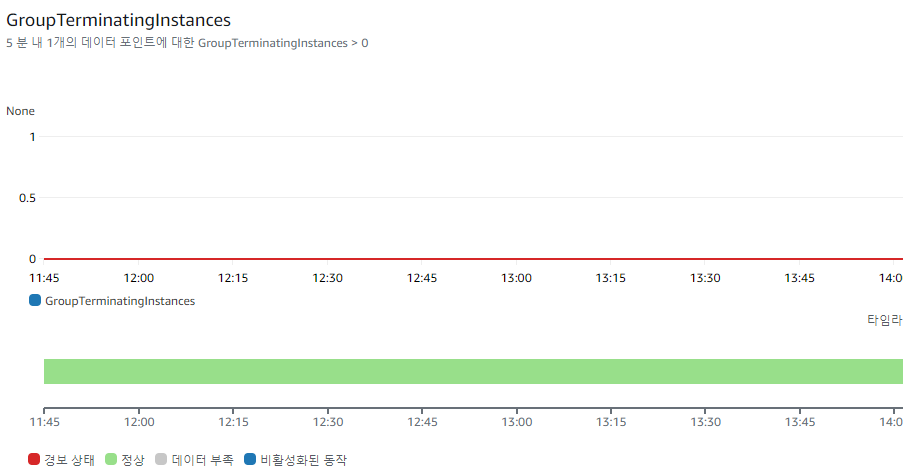 GroupTerminatingInstances
5 분 내 1개의 데이터 포인트에 대한 GroupTerminatingInstances > 0
None
1
0.5
0
11:45 12:00 12:15 12:30 12:45 13:00 13:15 13:30 13:45 14:0
GroupTerminatingInstances
타임라
11:45 12:00 12:15 12:30 12:45 13:00 13:15 13:30 13:45 14:0
경보 상태 정상 데이터 부족 비활성화된 동작